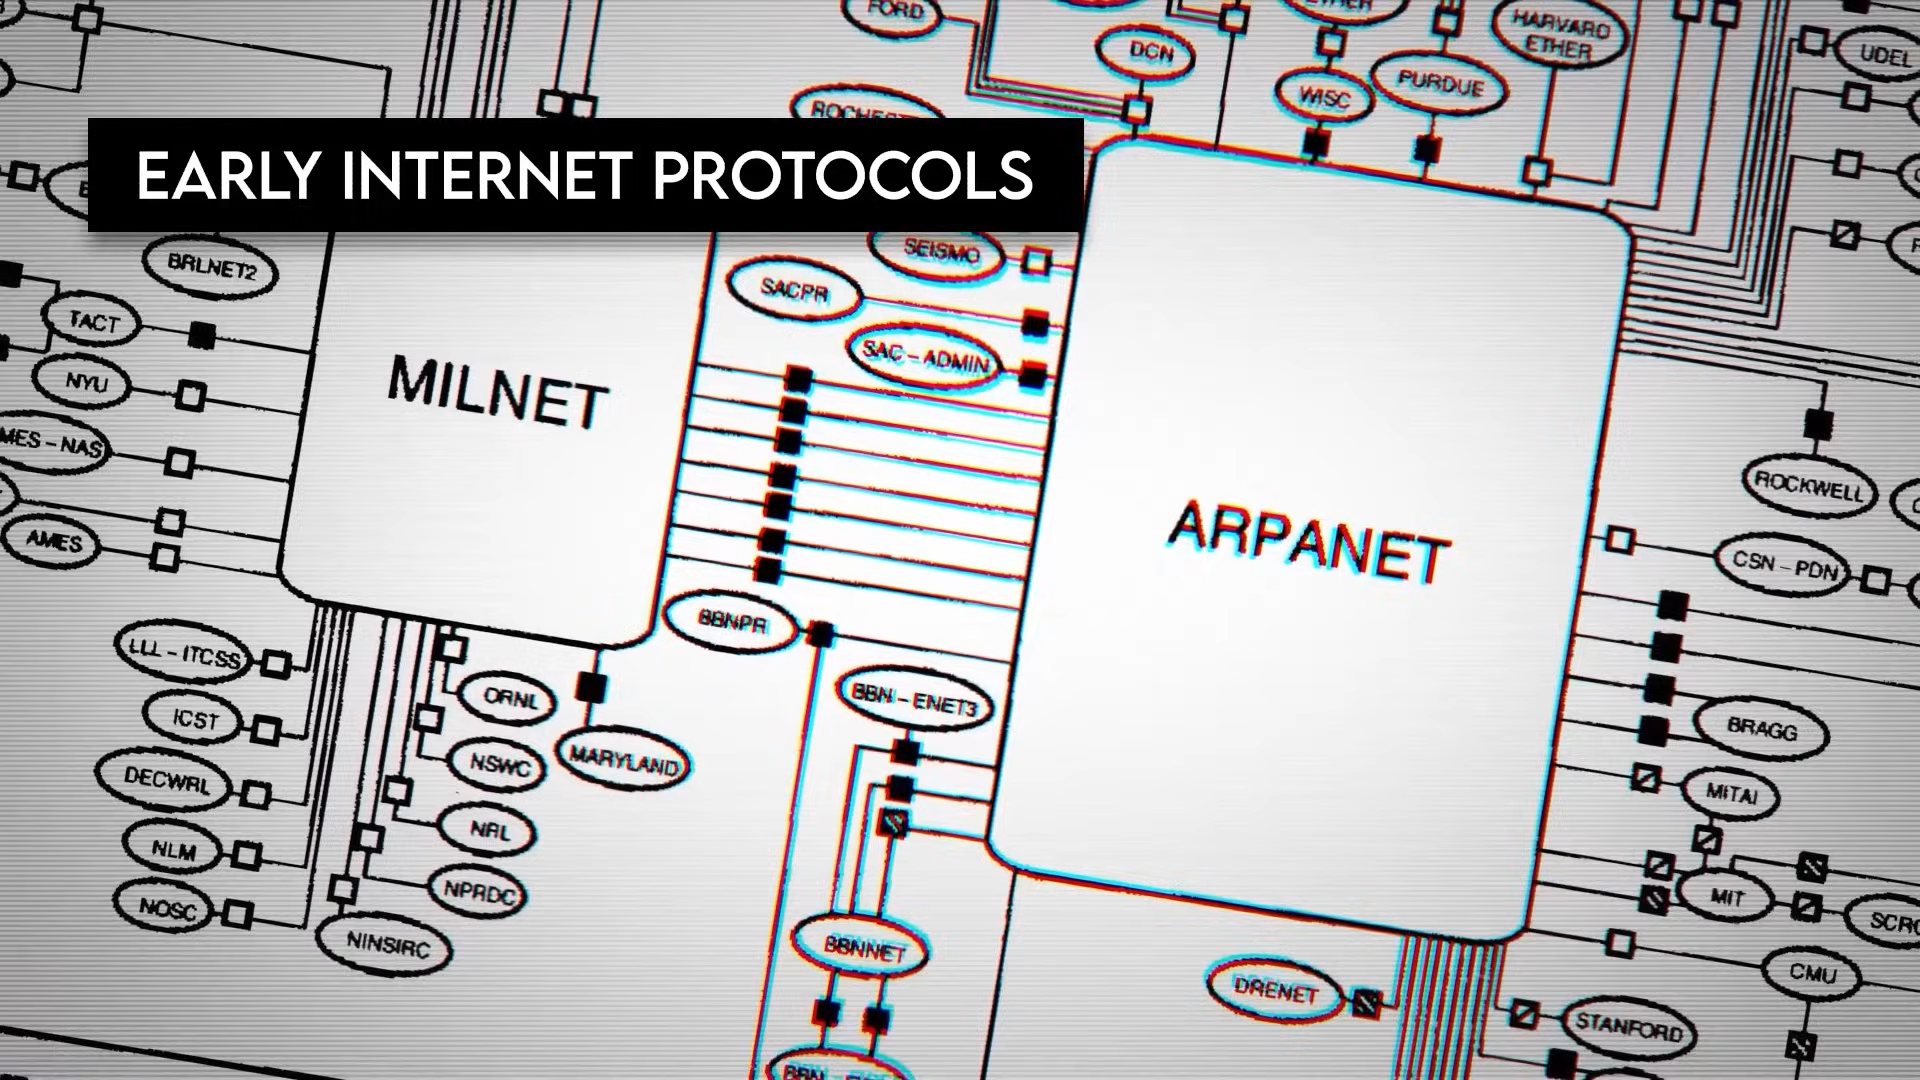 FORD
DCN
WISC
PURDUE
HARVARD
ETHER
UDEL
EARLY INTERNET PROTOCOLS
BRLNET2
SEISMO
SACPR
TACT
SAC-ADMIN
NYU
MILNET
AMES
ROCKWELL
ARPANET
CSN-PDN
BBNPR
LLL-ITCSS
ORNL
BBN-ENET3
ICST
BRAGG
NSWC
MARYLAND
DECWRL
MITAI
NRL
NLM
NPRDC
MIT
NOSC
NINSIRC
BBNNET
CMU
DRENET
STANFORD